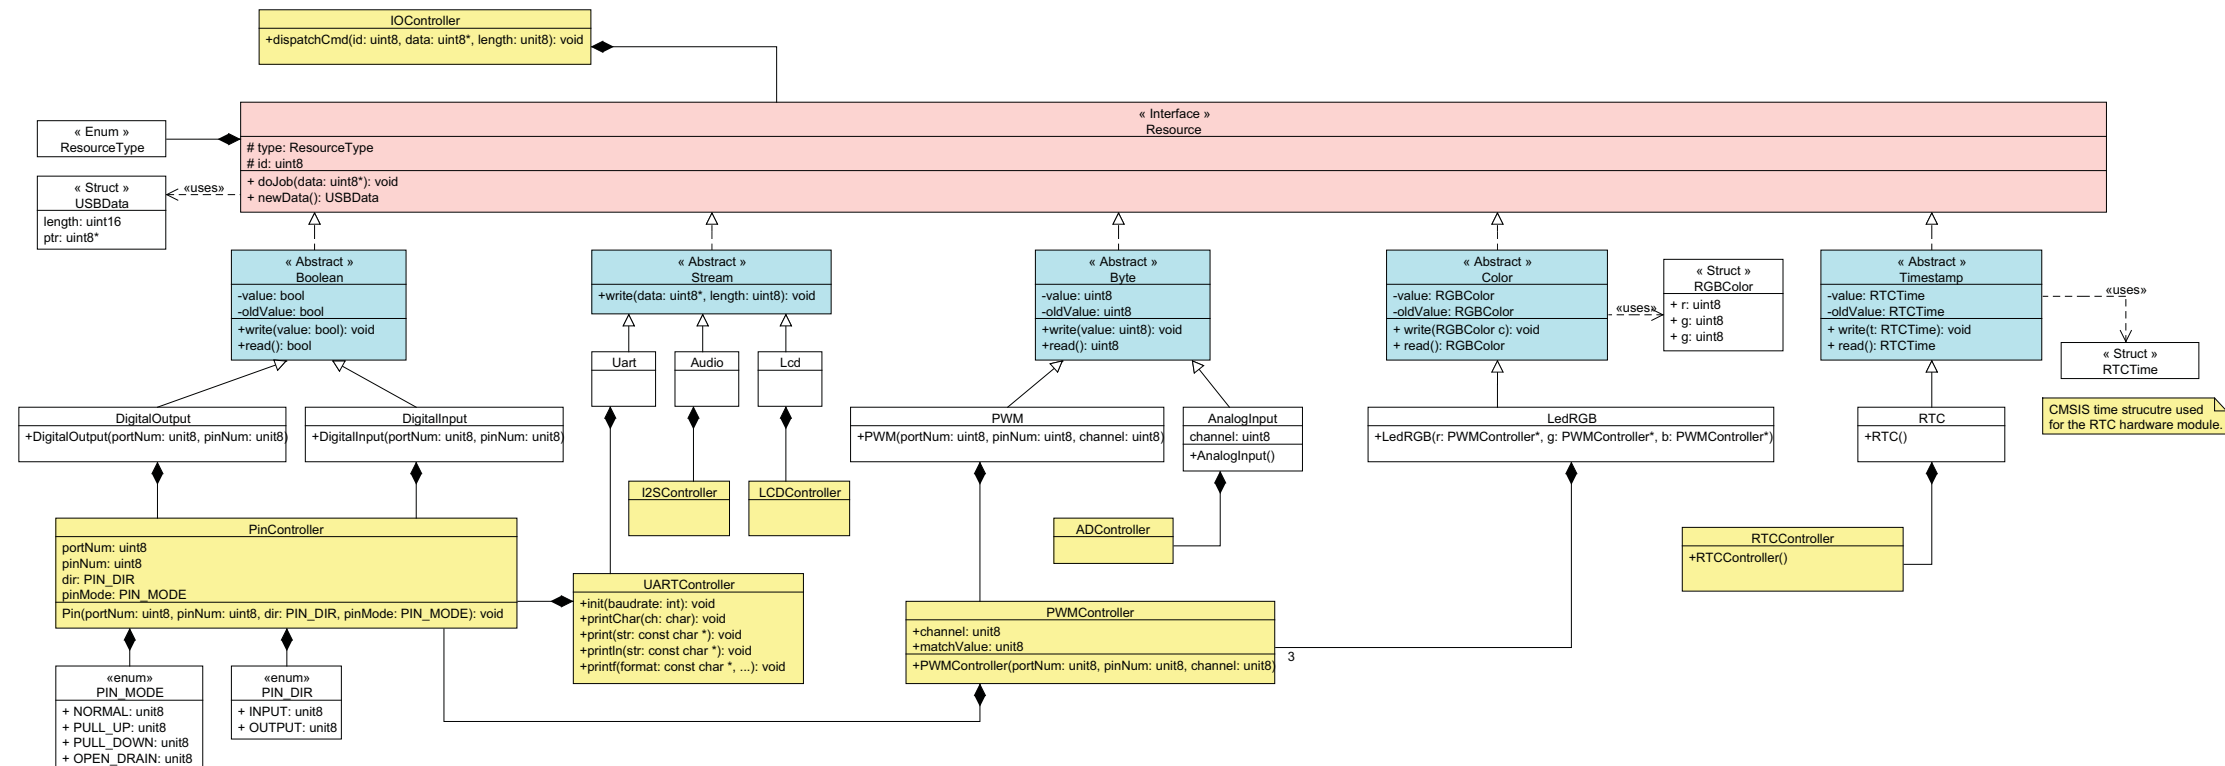 IOController
+dispatchCmd(id: uint8, data: uint8*, length: unit8): void
« Interface »
Resource
# type: ResourceType
# id: uint8
+ doJob(data: uint8*): void
+ newData(): USBData
« Enum »
ResourceType
« Struct »
USBData
length: uint16
ptr: uint8*
«uses»
« Abstract »
Boolean
-value: bool
-oldValue: bool
+write(value: bool): void
+read(): bool
« Abstract »
Stream
+write(data: uint8*, length: uint8): void
« Abstract »
Byte
-value: uint8
-oldValue: uint8
+write(value: uint8): void
+read(): uint8
« Abstract »
Color
-value: RGBColor
-oldValue: RGBColor
+ write(RGBColor c): void
+ read(): RGBColor
«uses»
« Struct »
RGBColor
+ r: uint8
+ g: uint8
+ g: uint8
« Abstract »
Timestamp
-value: RTCTime
-oldValue: RTCTime
+ write(t: RTCTime): void
+ read(): RTCTime
«uses»
« Struct »
RTCTime
CMSIS time strucutre used
for the RTC hardware module.
Uart
Audio
Lcd
DigitalOutput
+DigitalOutput(portNum: uint8, pinNum: unit8)
DigitalInput
+DigitalInput(portNum: uint8, pinNum: unit8)
PWM
+PWM(portNum: uint8, pinNum: uint8, channel: uint8)
AnalogInput
channel: uint8
+AnalogInput()
LedRGB
+LedRGB(r: PWMController*, g: PWMController*, b: PWMController*)
RTC
+RTC()
I2SController
LCDController
ADController
RTCController
+RTCController()
PinController
portNum: uint8
pinNum: uint8
dir: PIN_DIR
pinMode: PIN_MODE
Pin(portNum: uint8, pinNum: uint8, dir: PIN_DIR, pinMode: PIN_MODE): void
UARTController
+init(baudrate: int): void
+printChar(ch: char): void
+print(str: const char *): void
+println(str: const char *): void
+printf(format: const char *, ...): void
PWMController
+channel: unit8
+matchValue: unit8
+PWMController(portNum: uint8, pinNum: uint8, channel: uint8)
3
«enum»
PIN_MODE
+ NORMAL: unit8
+ PULL_UP: unit8
+ PULL_DOWN: unit8
+ OPEN_DRAIN: unit8
«enum»
PIN_DIR
+ INPUT: unit8
+ OUTPUT: unit8